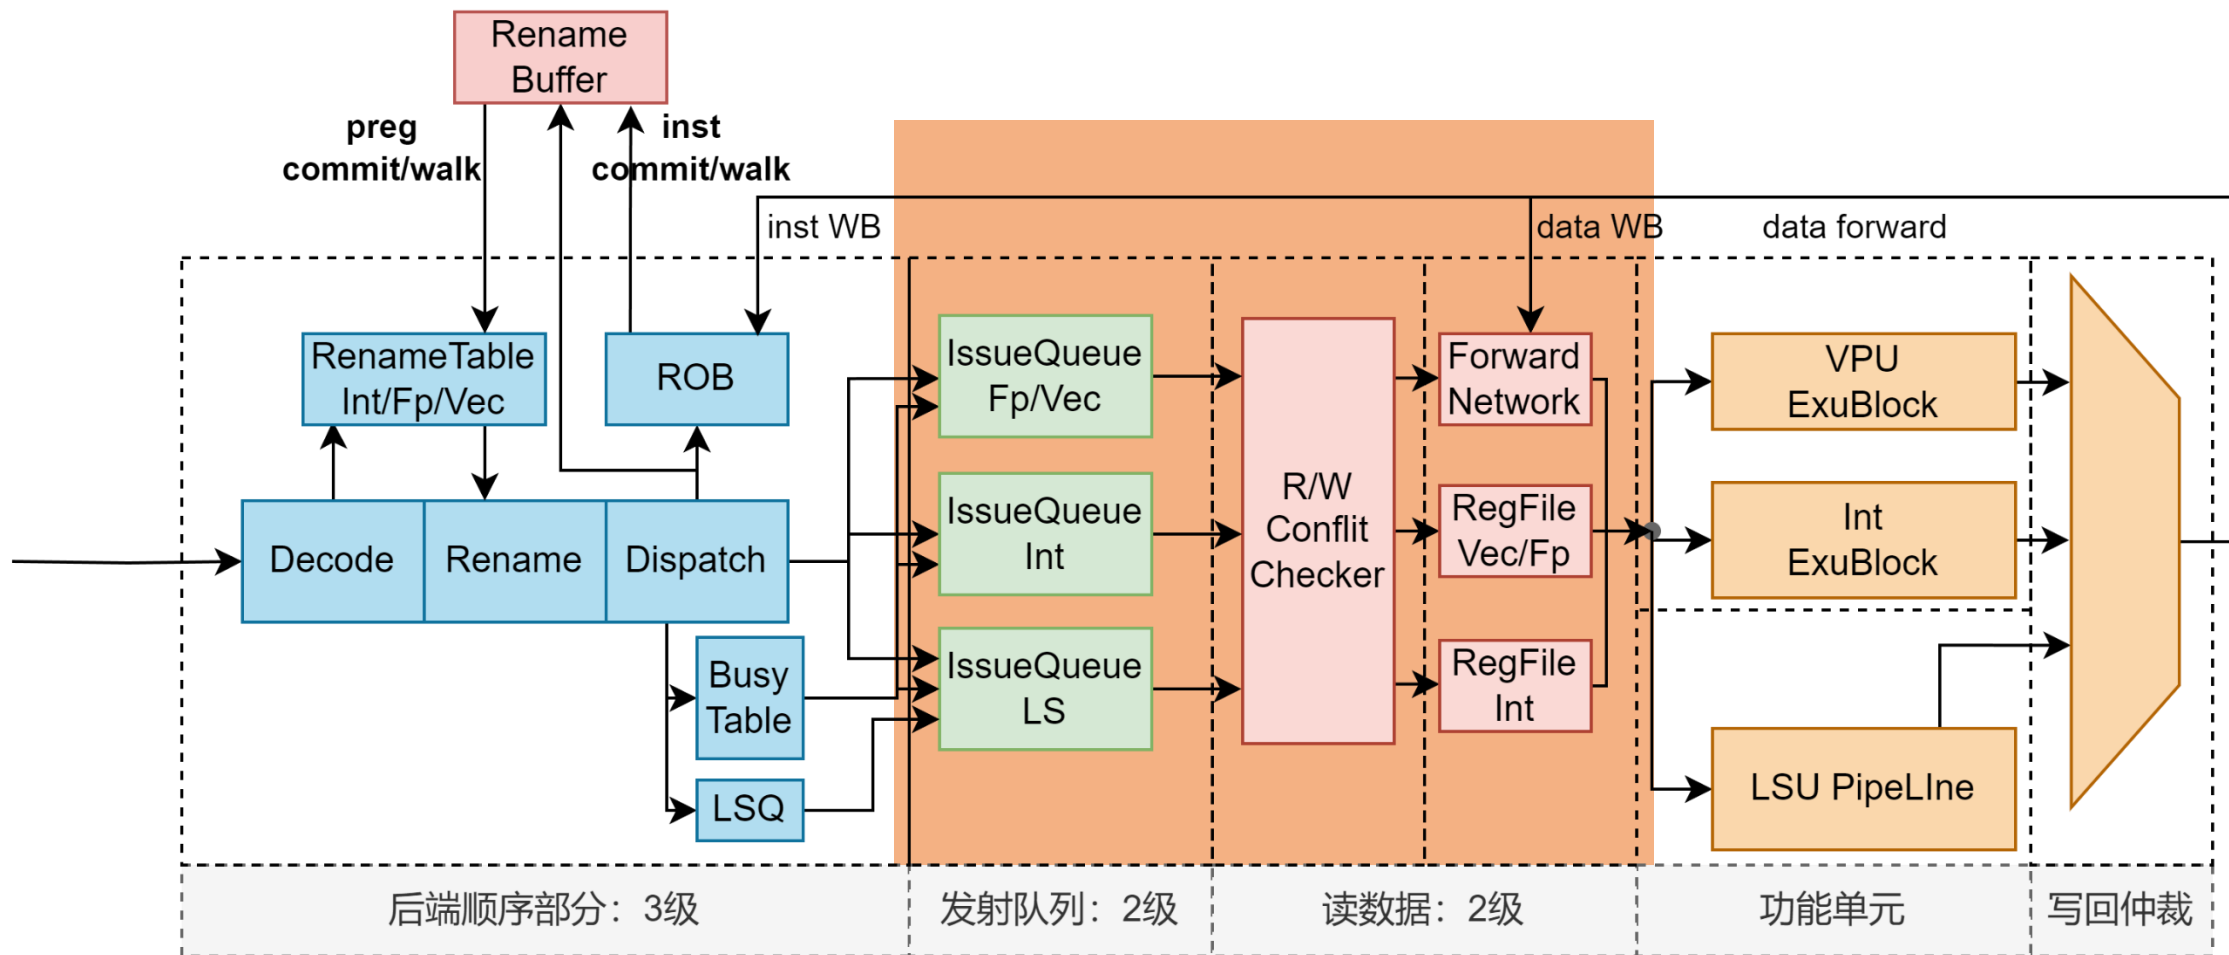 Rename
Buffer
preg
commit/walk
inst
commit/walk
inst WB
data WB
data forward
RenameTable
Int/Fp/Vec
ROB
IssueQueue
Fp/Vec
Forward
Network
VPU
ExuBlock
Decode
Rename
Dispatch
IssueQueue
Int
R/W
Conflit
Checker
RegFile
Vec/Fp
Int
ExuBlock
Busy
Table
IssueQueue
LS
RegFile
Int
LSQ
LSU PipeLIne
后端顺序部分：3级
发射队列：2级
读数据：2级
功能单元
写回仲裁